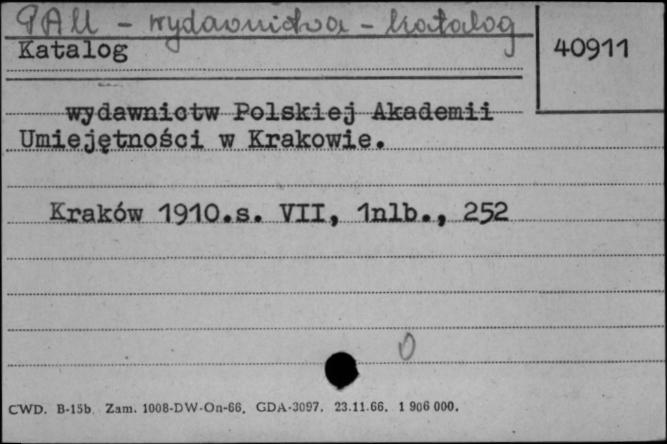 PAU - wydawnictwa - katalog
Katalog
40911
wydawnictw Polskiej Akademii
Umiejętności w Krakowie.
Kraków 1910.s. VII, 1nlb., 252
0
CWD. B-15b. Zam. 1008-DW-On-66. GDA-3097. 23.11.66. 1 906 000.